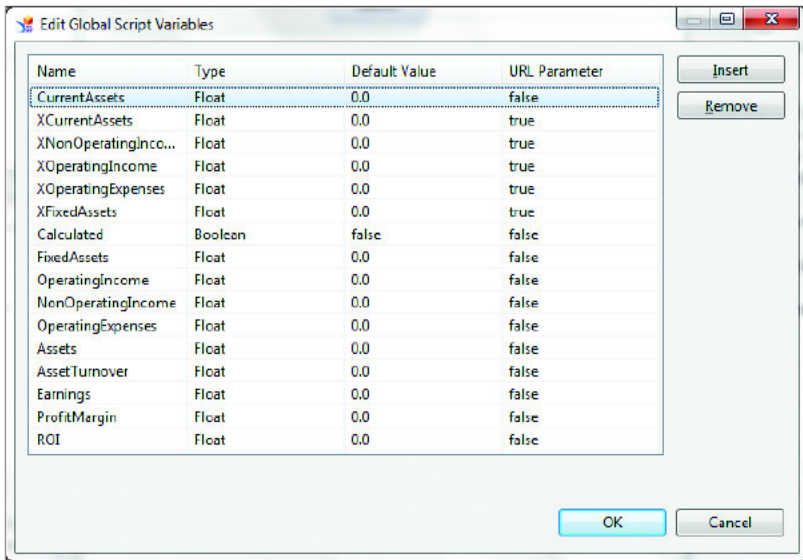 Edit Global Script Variables
Name Type Default Value URL Parameter
CurrentAssets Float 0.0 false
XCurrentAssets Float 0.0 true
XNonOperatingInco... Float 0.0 true
XOperatingIncome Float 0.0 true
XOperatingExpenses Float 0.0 true
XFixedAssets Float 0.0 true
Calculated Boolean false false
FixedAssets Float 0.0 false
OperatingIncome Float 0.0 false
NonOperatingIncome Float 0.0 false
OperatingExpenses Float 0.0 false
Assets Float 0.0 false
AssetTurnover Float 0.0 false
Earnings Float 0.0 false
ProfitMargin Float 0.0 false
ROI Float 0.0 false
Insert
Remove
OK Cancel